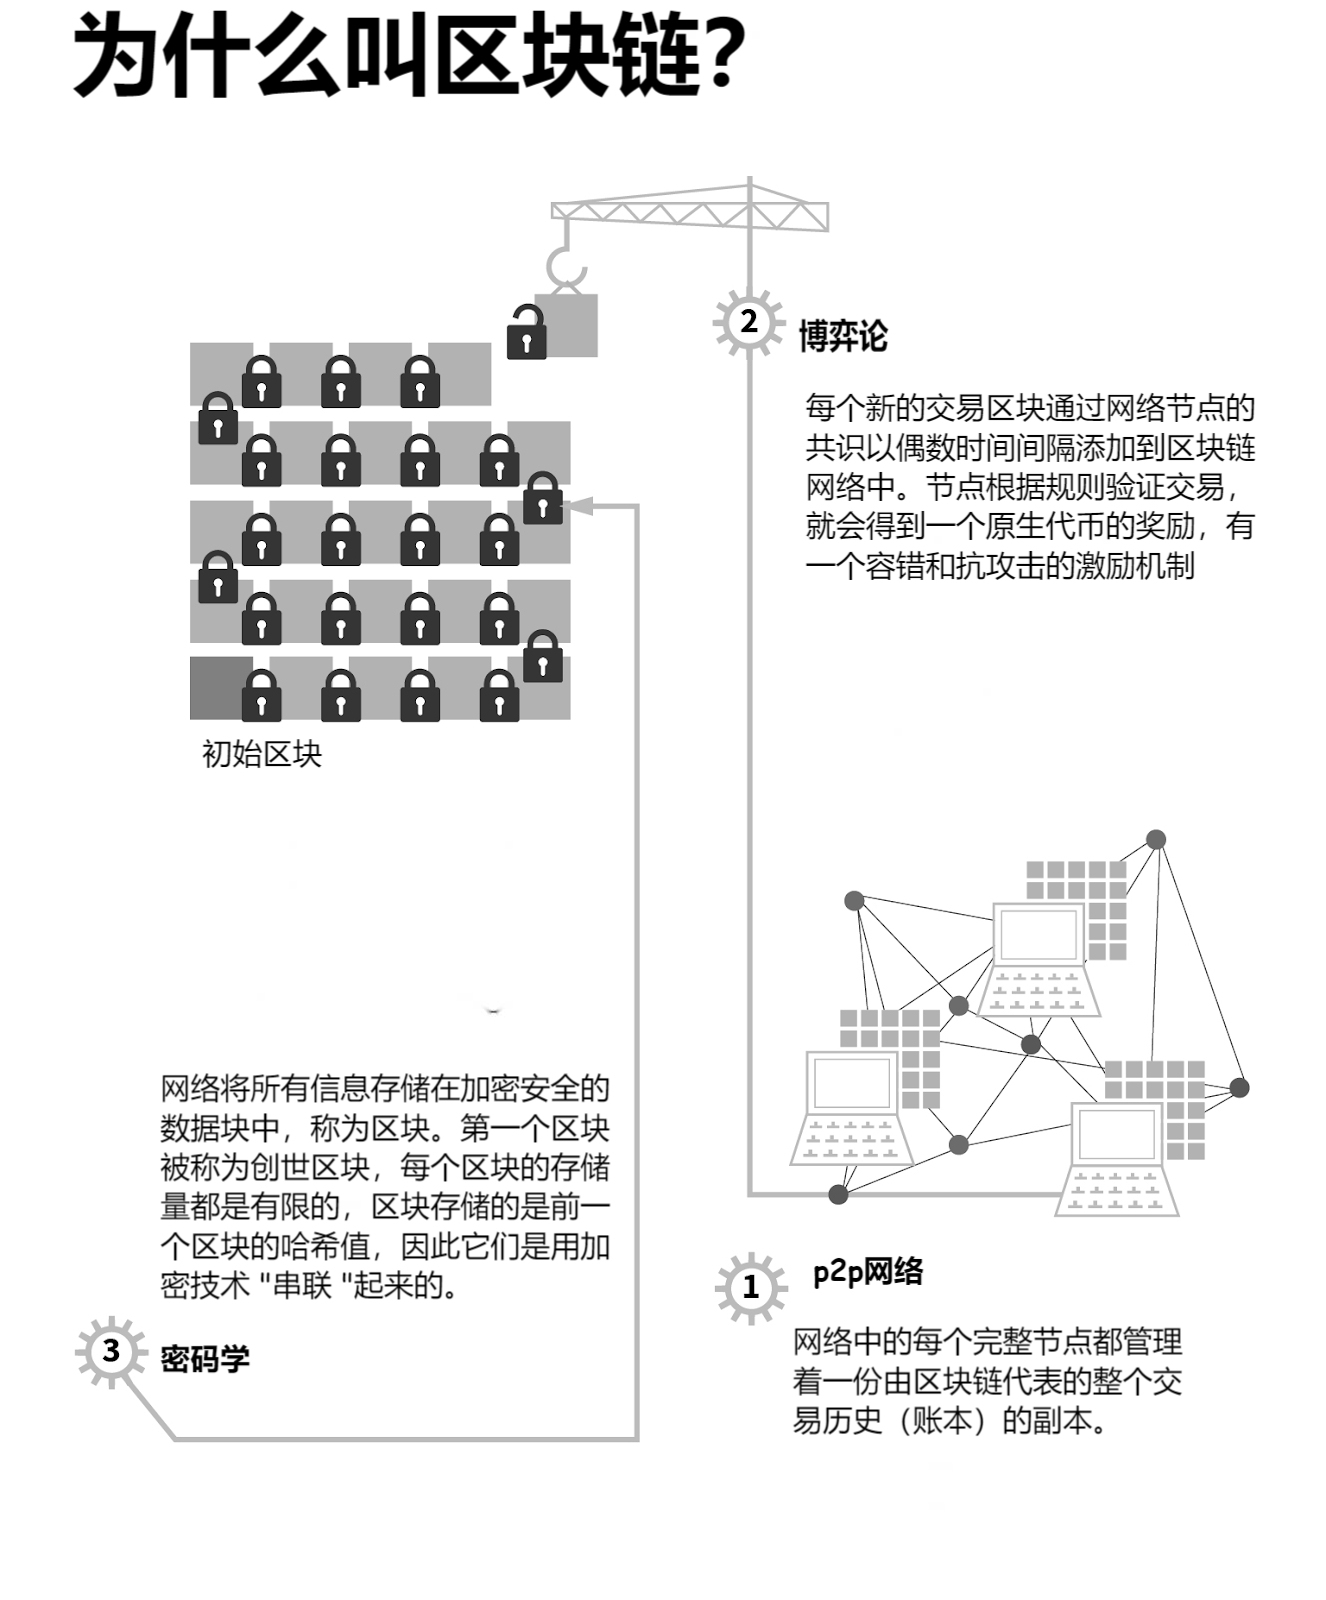 为什么叫区块链?
2
博弈论
每个新的交易区块通过网络节点的
共识以偶数时间间隔添加到区块链
网络中。节点根据规则验证交易，
就会得到一个原生代币的奖励，有
一个容错和抗攻击的激励机制
初始区块
网络将所有信息存储在加密安全的
数据块中，称为区块。第一个区块
被称为创世区块，每个区块的存储
量都是有限的，区块存储的是前一
个区块的哈希值，因此它们是用加
密技术 "串联 "起来的。
3
密码学
1
p2p网络
网络中的每个完整节点都管理
着一份由区块链代表的整个交
易历史（账本）的副本。